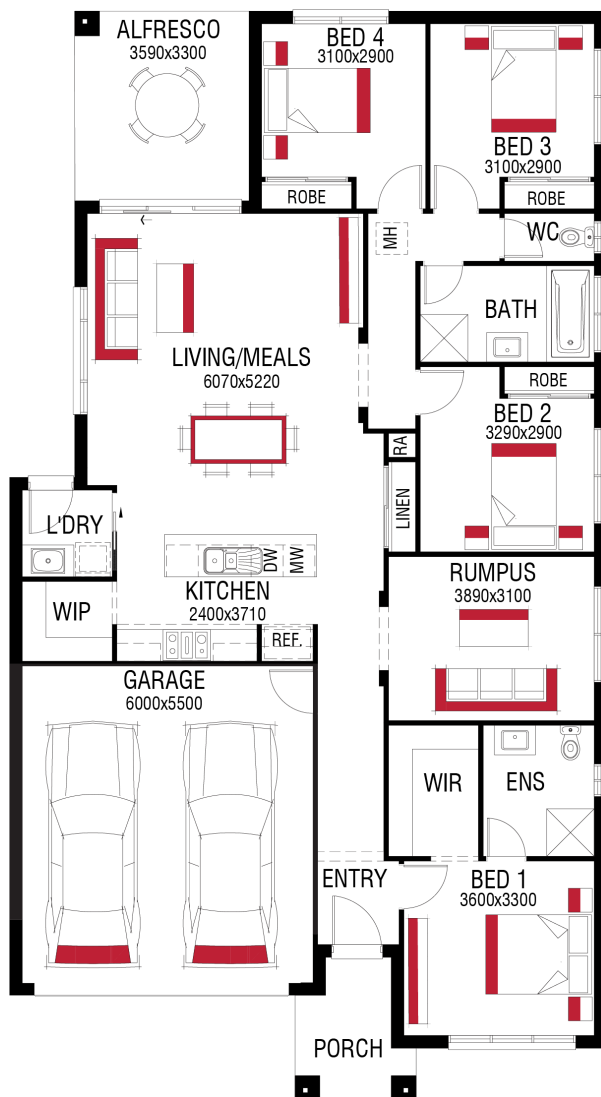 ALFRESCO
3590x3300
BED 4
3100x2900
BED 3
3100x2900
ROBE
ROBE
MH
WC
BATH
LIVING/MEALS
6070x5220
ROBE
BED 2
3290x2900
RA
LINEN
L'DRY
DW
MW
KITCHEN
2400x3710
WIP
REF.
RUMPUS
3890x3100
GARAGE
6000x5500
WIR
ENS
ENTRY
BED 1
3600x3300
PORCH